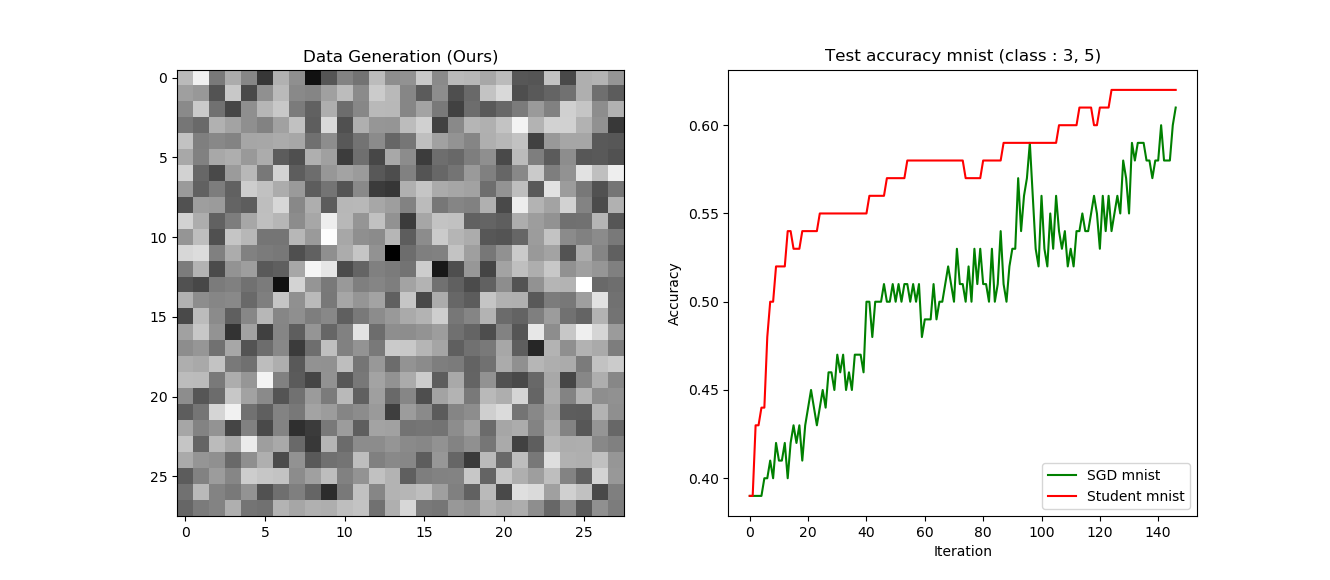 Data Generation (Ours)
0
5
10
15
20
25
0 5 10 15 20 25
Test accuracy mnist (class : 3, 5)
Accuracy
0.60
0.55
0.50
0.45
0.40
0 20 40 60 80 100 120 140
Iteration
SGD mnist
Student mnist